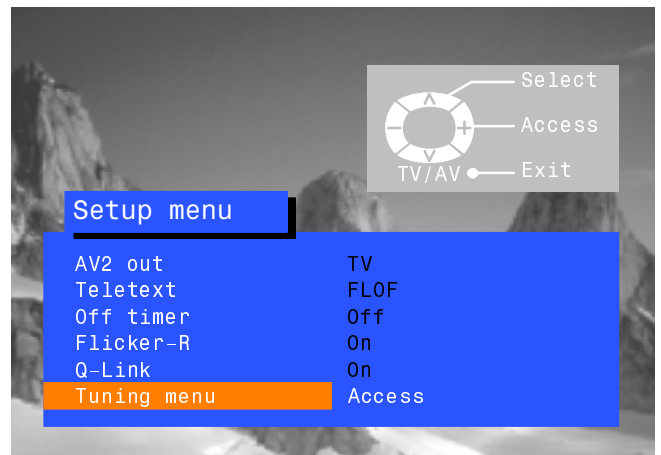 Select
Access
TV/AV Exit
Setup menu
AV2 out TV
Teletext FLOF
Off timer Off
Flicker-R On
Q-Link On
Tuning menu Access